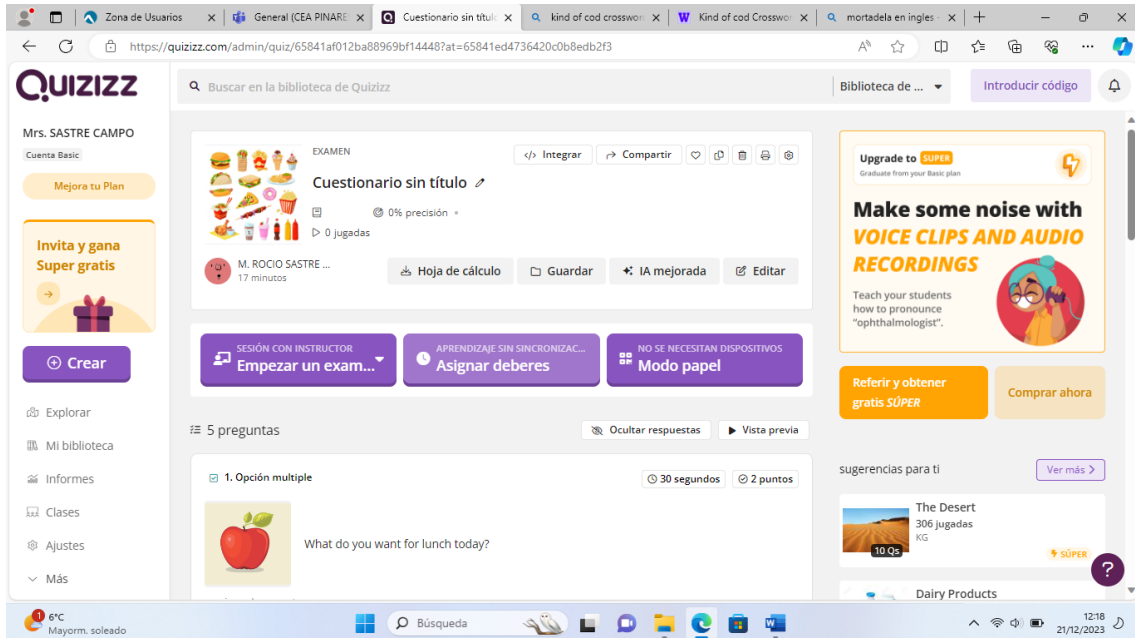 Zona de Usuarios
General (CEA PINARE
Cuestionario sin títul
kind of cod crosswor
Kind of cod Crosswor
mortadela en ingles -
https://quizizz.com/admin/quiz/65841af012ba88969bf14448?at=65841ed4736420c0b8edb2f3
QUIZIZZ
Buscar en la biblioteca de Quizizz
Biblioteca de ...
Introducir código
Mrs. SASTRE CAMPO
Cuenta Basic
Mejora tu Plan
Invita y gana
Super gratis
Crear
Explorar
Mi biblioteca
Informes
Clases
Ajustes
Más
EXAMEN
Integrar
Compartir
Cuestionario sin título
0% precisión
0 jugadas
M. ROCIO SASTRE ...
17 minutos
Hoja de cálculo
Guardar
IA mejorada
Editar
SESIÓN CON INSTRUCTOR
Empezar un exam...
APRENDIZAJE SIN SINCRONIZAC...
Asignar deberes
NO SE NECESITAN DISPOSITIVOS
Modo papel
5 preguntas
Ocultar respuestas
Vista previa
1. Opción multiple
30 segundos
2 puntos
What do you want for lunch today?
Upgrade to SUPER
Graduate from your Basic plan
Make some noise with
VOICE CLIPS AND AUDIO
RECORDINGS
Teach your students
how to pronounce
"ophthalmologist".
Referir y obtener
gratis SÚPER
Comprar ahora
sugerencias para ti
Ver más
The Desert
306 jugadas
KG
10 Qs
SÚPER
?
Dairy Products
1
6°C
Mayorm. soleado
Búsqueda
12:18
21/12/2023